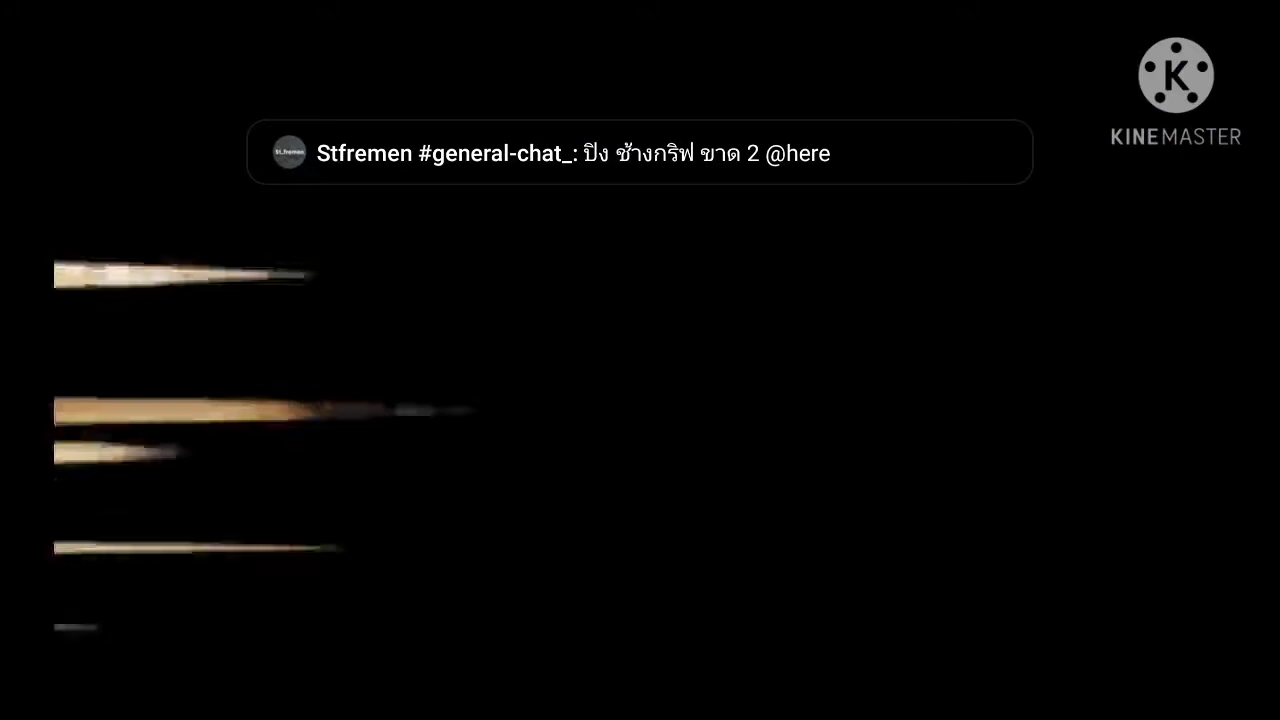 KINEMASTER
Stfremen #general-chat_: ปิง ช้างกริฟ ขาด 2 @here